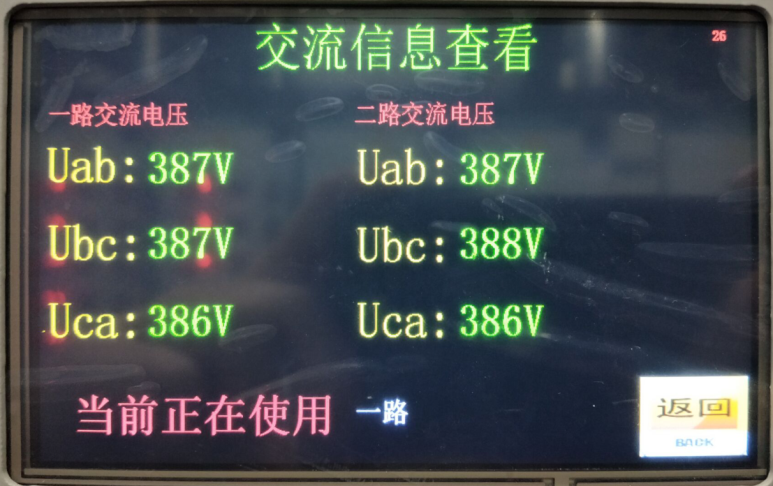 交流信息查看
26
一路交流电压 二路交流电压
Uab:387V Uab:387V
Ubc:387V Ubc:388V
Uca:386V Uca:386V
当前正在使用 一路
返回
BACK